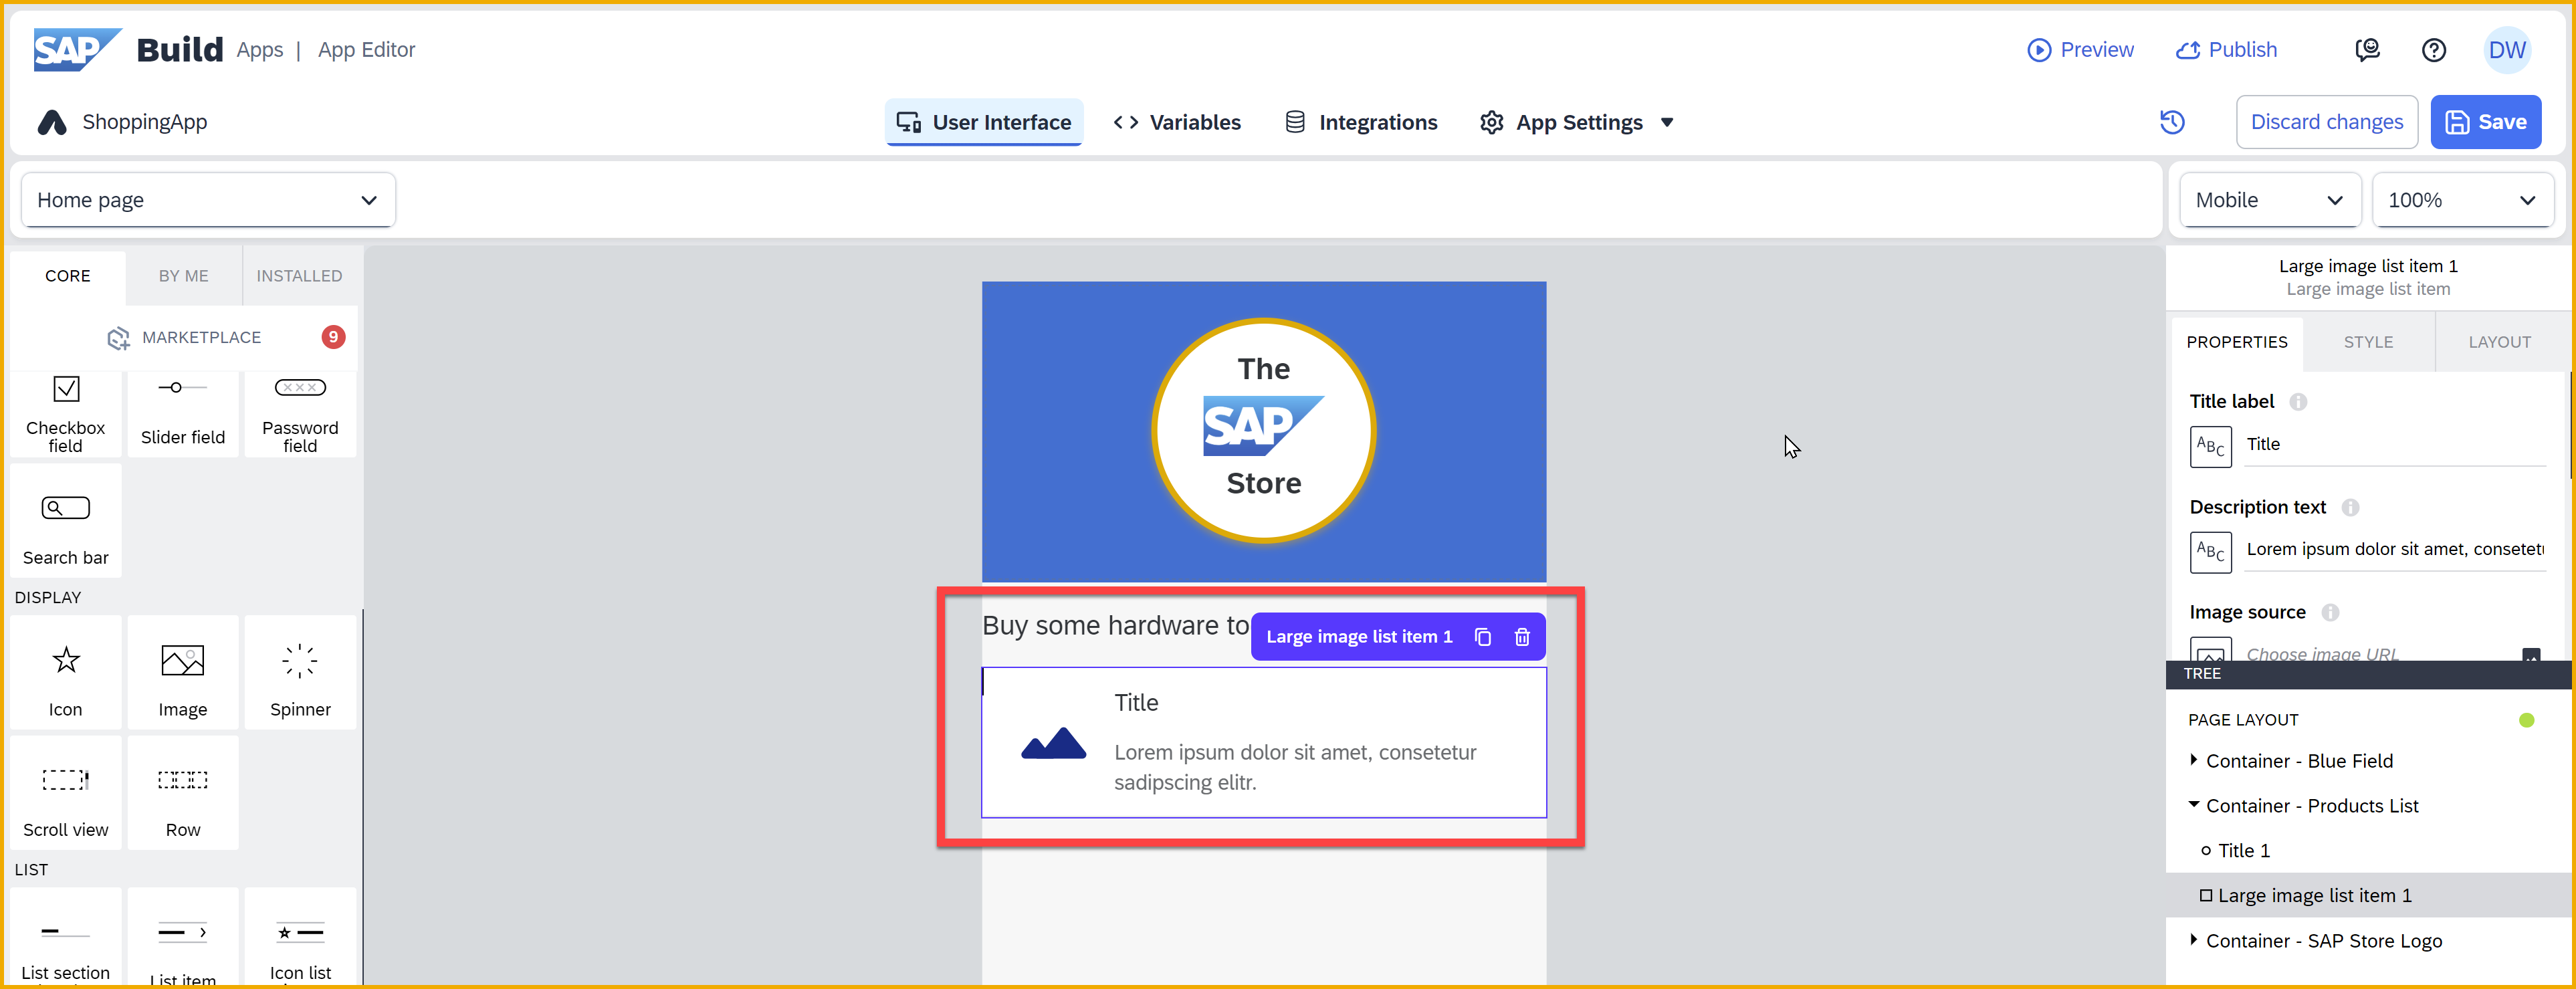 SAP Build Apps | App Editor
Preview
Publish
DW
ShoppingApp
User Interface
Variables
Integrations
App Settings
Discard changes
Save
Home page
Mobile
100%
CORE
BY ME
INSTALLED
MARKETPLACE
9
Checkbox
field
Slider field
Password
field
Search bar
DISPLAY
Icon
Image
Spinner
Scroll view
Row
LIST
List section
List item
Icon list
The
SAP
Store
Buy some hardware to
Large image list item 1
Title
Lorem ipsum dolor sit amet, consetetur
sadipscing elitr.
Large image list item 1
Large image list item
PROPERTIES
STYLE
LAYOUT
Title label
ABC
Title
Description text
ABC
Lorem ipsum dolor sit amet, consetetu
Image source
Choose image URL
TREE
PAGE LAYOUT
Container - Blue Field
Container - Products List
Title 1
Large image list item 1
Container - SAP Store Logo